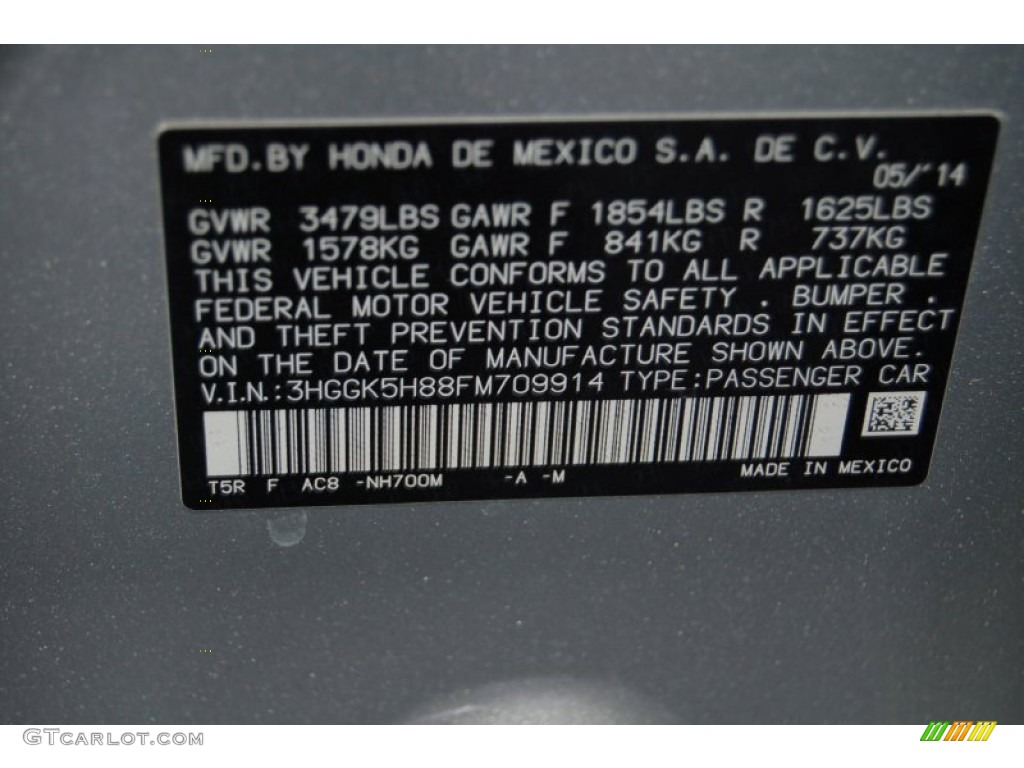 MFD.BY HONDA DE MEXICO S.A. DE C.V.
05/'14
GVWR 3479LBS GAWR F 1854LBS R 1625LBS
GVWR 1578KG GAWR F 841KG R 737KG
THIS VEHICLE CONFORMS TO ALL APPLICABLE
FEDERAL MOTOR VEHICLE SAFETY . BUMPER .
AND THEFT PREVENTION STANDARDS IN EFFECT
ON THE DATE OF MANUFACTURE SHOWN ABOVE.
V.I.N.:3HGGK5H88FM709914 TYPE:PASSENGER CAR
T5R F AC8 -NH700M -A -M MADE IN MEXICO
GTCARLOT.COM